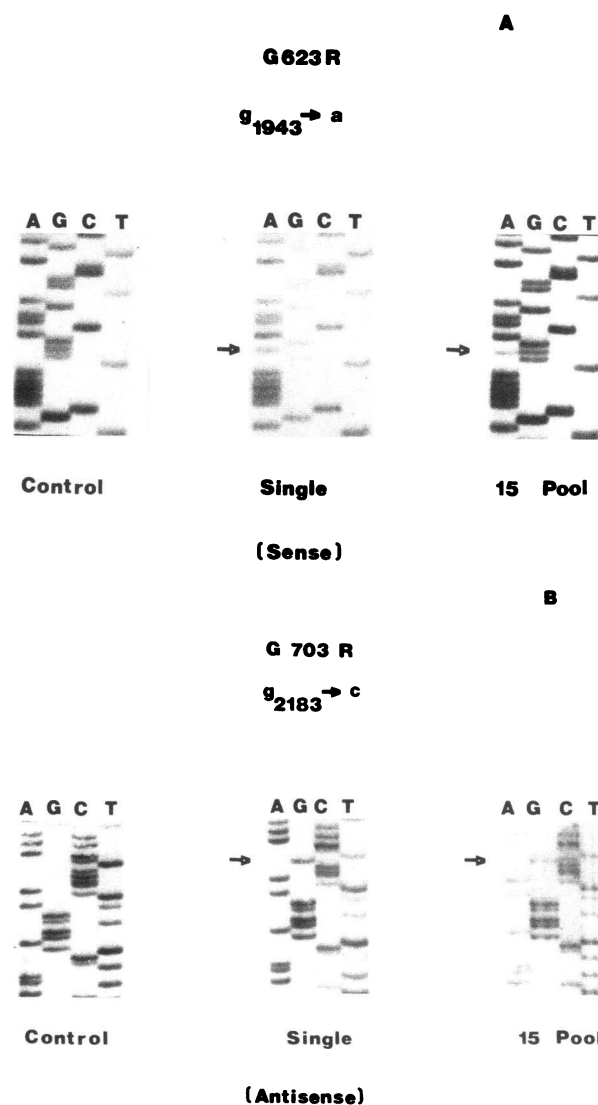 A
G623R
g1943→ a
A G C T A G C T A G C T
Control Single 15 Pool
(Sense)
B
G 703 R
g2183→ c
A G C T A G C T A G C T
Control Single 15 Pool
(Antisense)